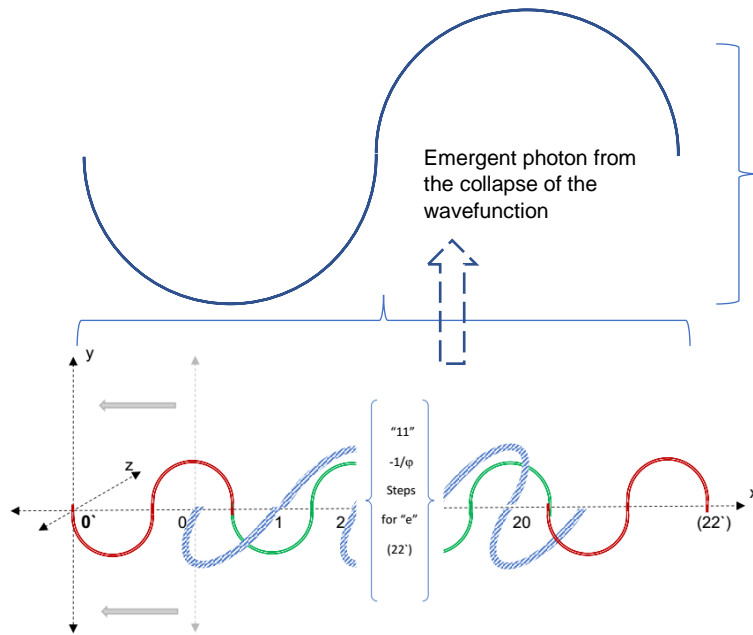 Emergent photon from
the collapse of the
wavefunction
y
z
x
“11”
-1/φ
Steps
for “e”
(22`)
0`
0
1
2
20
(22`)